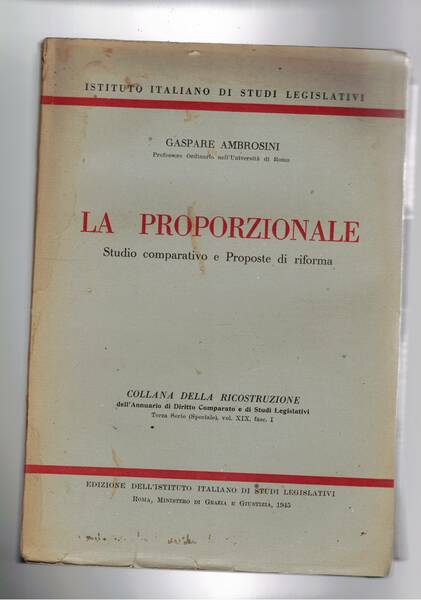 ISTITUTO ITALIANO DI STUDI LEGISLATIVI
GASPARE AMBROSINI
Professore Ordinario nell'Università di Roma
LA PROPORZIONALE
Studio comparativo e Proposte di riforma
COLLANA DELLA RICOSTRUZIONE
dell'Annuario di Diritto Comparato e di Studi Legislativi
Terza Serie (Speciale), vol. XIX, fasc. I
EDIZIONE DELL'ISTITUTO ITALIANO DI STUDI LEGISLATIVI
ROMA, MINISTERO DI GRAZIA E GIUSTIZIA, 1945